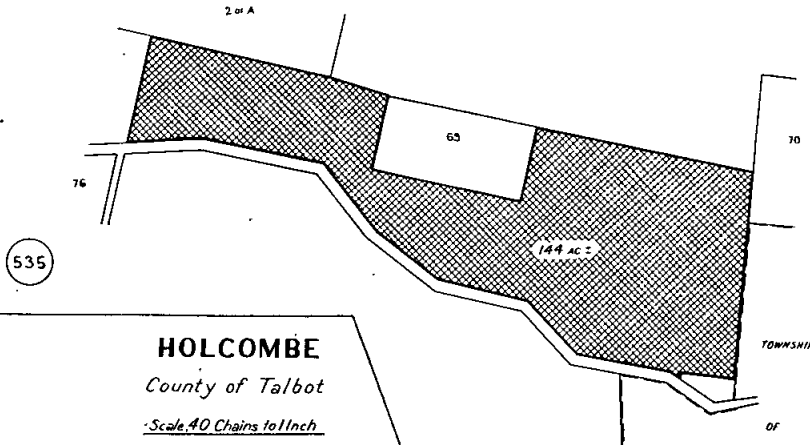 2 of A
69
70
76
144 AC ±
535
TOWNSHIP
HOLCOMBE
County of Talbot
Scale, 40 Chains to 1 Inch
OF